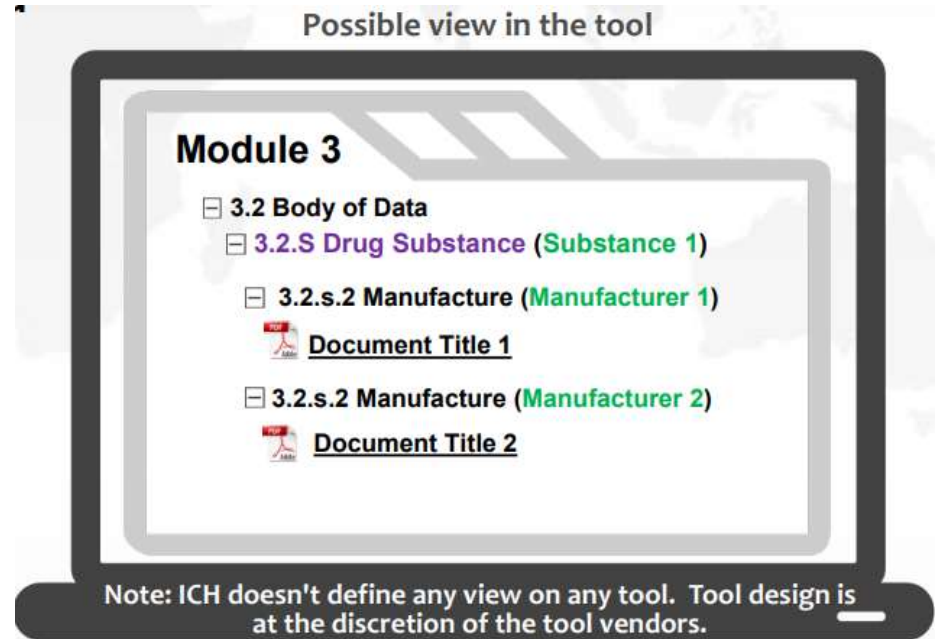 Possible view in the tool
Module 3
3.2 Body of Data
3.2.S Drug Substance (Substance 1)
3.2.s.2 Manufacture (Manufacturer 1)
PDF
Document Title 1
3.2.s.2 Manufacture (Manufacturer 2)
PDF
Document Title 2
Note: ICH doesn't define any view on any tool. Tool design is
at the discretion of the tool vendors.